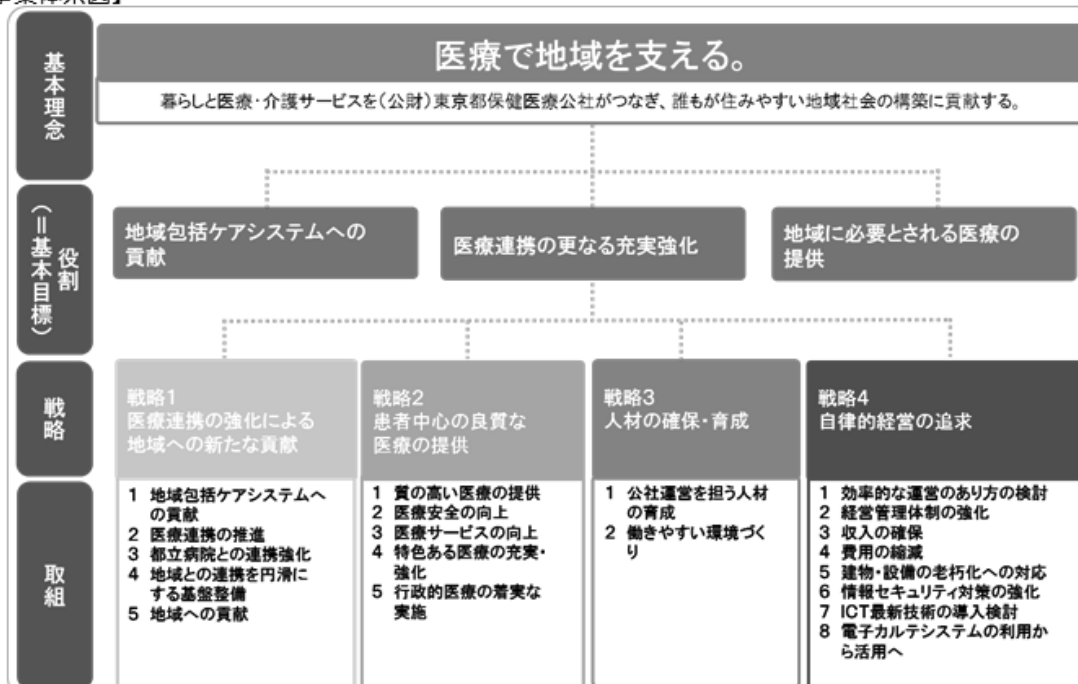 事業体系図】
基本理念
医療で地域を支える。
暮らしと医療・介護サービスを(公財)東京都保健医療公社がつなぎ、誰もが住みやすい地域社会の構築に貢献する。
役割
(=基本目標)
地域包括ケアシステムへの
貢献
医療連携の更なる充実強化
地域に必要とされる医療の
提供
戦略
戦略1
医療連携の強化による
地域への新たな貢献
戦略2
患者中心の良質な
医療の提供
戦略3
人材の確保・育成
戦略4
自律的経営の追求
取組
1 地域包括ケアシステムへ
の貢献
2 医療連携の推進
3 都立病院との連携強化
4 地域との連携を円滑に
する基盤整備
5 地域への貢献
1 質の高い医療の提供
2 医療安全の向上
3 医療サービスの向上
4 特色ある医療の充実・
強化
5 行政的医療の着実な
実施
1 公社運営を担う人材
の育成
2 働きやすい環境づく
り
1 効率的な運営のあり方の検討
2 経営管理体制の強化
3 収入の確保
4 費用の縮減
5 建物・設備の老朽化への対応
6 情報セキュリティ対策の強化
7 ICT最新技術の導入検討
8 電子カルテシステムの利用か
ら活用へ